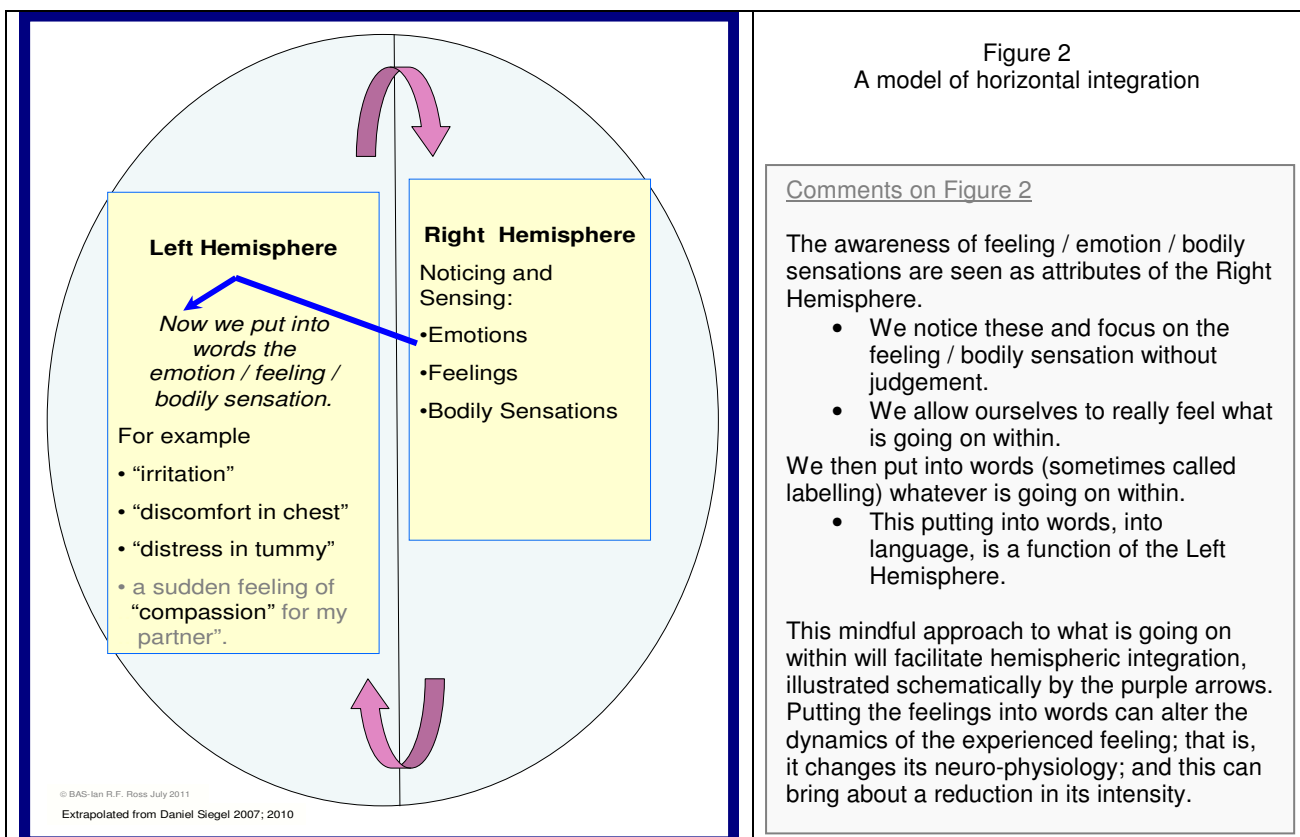 Left Hemisphere
Now we put into
words the
emotion / feeling /
bodily sensation.
For example
• “irritation”
• “discomfort in chest”
• “distress in tummy”
• a sudden feeling of
“compassion” for my
partner”.
Right Hemisphere
Noticing and
Sensing:
•Emotions
•Feelings
•Bodily Sensations
© BAS-Ian R.F. Ross July 2011
Extrapolated from Daniel Siegel 2007; 2010
Figure 2
A model of horizontal integration
Comments on Figure 2
The awareness of feeling / emotion / bodily
sensations are seen as attributes of the Right
Hemisphere.
• We notice these and focus on the
feeling / bodily sensation without
judgement.
• We allow ourselves to really feel what
is going on within.
We then put into words (sometimes called
labelling) whatever is going on within.
• This putting into words, into
language, is a function of the Left
Hemisphere.
This mindful approach to what is going on
within will facilitate hemispheric integration,
illustrated schematically by the purple arrows.
Putting the feelings into words can alter the
dynamics of the experienced feeling; that is,
it changes its neuro-physiology; and this can
bring about a reduction in its intensity.